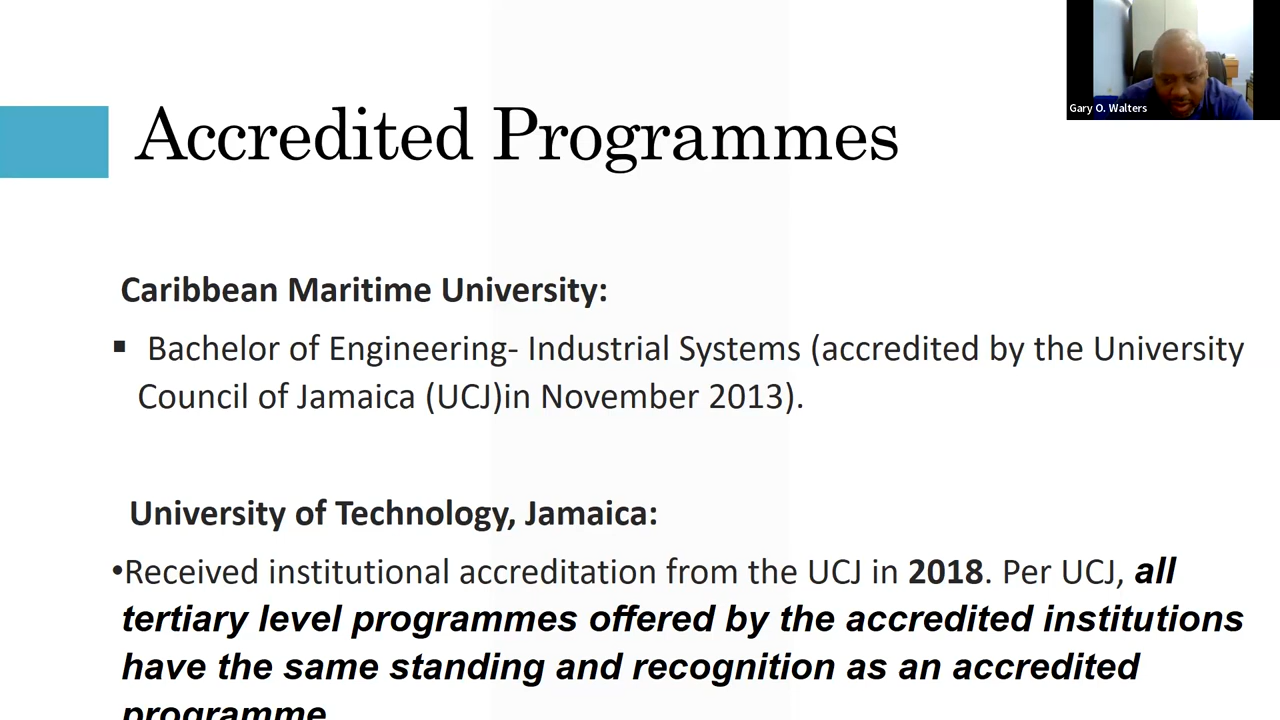 Gary O. Walters
Accredited Programmes
Caribbean Maritime University:
▪ Bachelor of Engineering- Industrial Systems (accredited by the University
Council of Jamaica (UCJ)in November 2013).
University of Technology, Jamaica:
•Received institutional accreditation from the UCJ in 2018. Per UCJ, all
tertiary level programmes offered by the accredited institutions
have the same standing and recognition as an accredited
programme